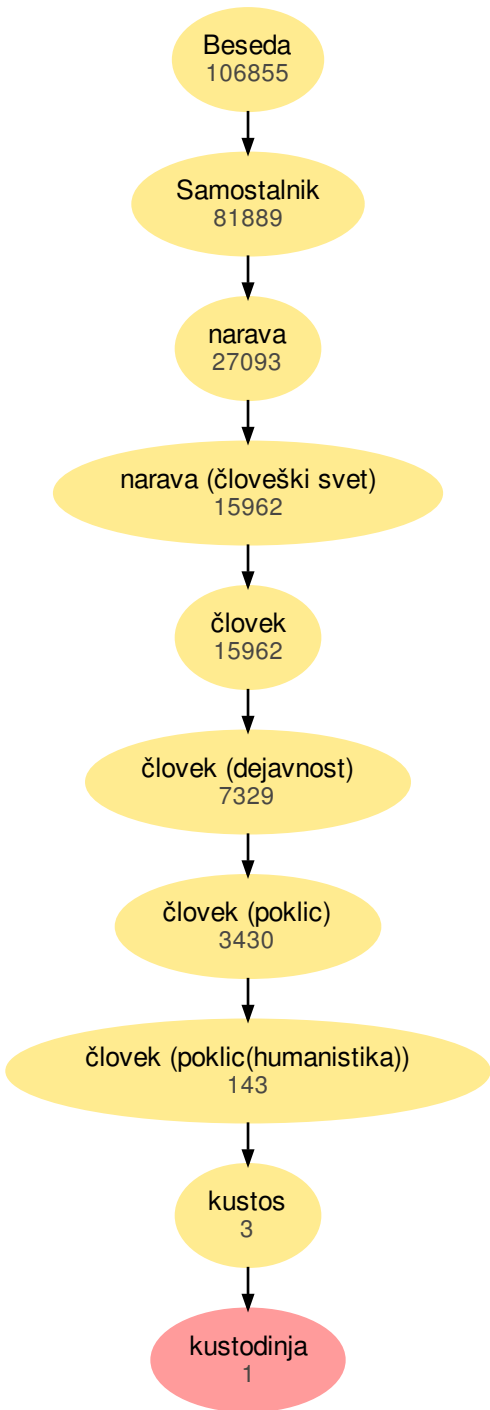 Beseda
106855
Samostalnik
81889
narava
27093
narava (človeški svet)
15962
človek
15962
človek (dejavnost)
7329
človek (poklic)
3430
človek (poklic(humanistika))
143
kustos
3
kustodinja
1